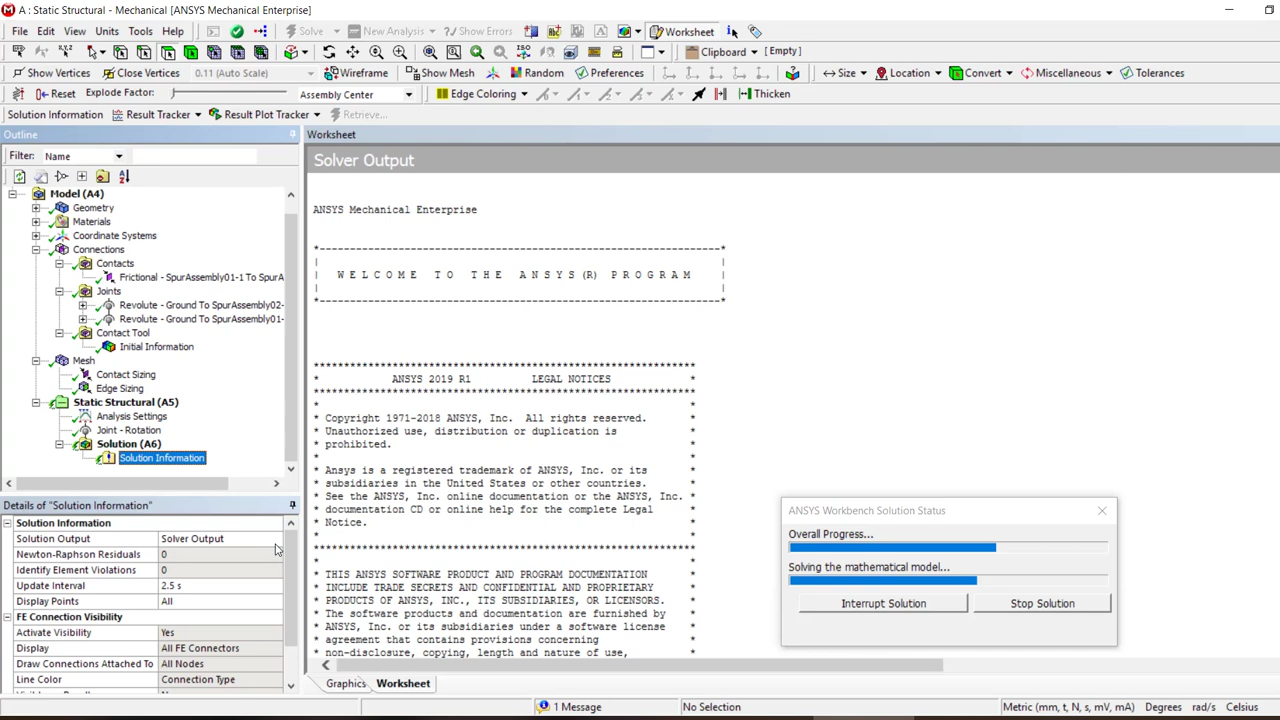 A : Static Structural - Mechanical [ANSYS Mechanical Enterprise]
File Edit View Units Tools Help Solve New Analysis Show Errors Worksheet
Clipboard [ Empty ]
Show Vertices Close Vertices 0.11 (Auto Scale) Wireframe Show Mesh Random Preferences Size Location Convert Miscellaneous Tolerances
Reset Explode Factor: Assembly Center Edge Coloring Thicken
Solution Information Result Tracker Result Plot Tracker Retrieve...
Outline
Filter: Name
Model (A4)
Geometry
Materials
Coordinate Systems
Connections
Contacts
Frictional - SpurAssembly01-1 To SpurA
Joints
Revolute - Ground To SpurAssembly02-
Revolute - Ground To SpurAssembly01-
Contact Tool
Initial Information
Mesh
Contact Sizing
Edge Sizing
Static Structural (A5)
Analysis Settings
Joint - Rotation
Solution (A6)
Solution Information
Details of "Solution Information"
Solution Information
Solution Output Solver Output
Newton-Raphson Residuals 0
Identify Element Violations 0
Update Interval 2.5 s
Display Points All
FE Connection Visibility
Activate Visibility Yes
Display All FE Connectors
Draw Connections Attached To All Nodes
Line Color Connection Type
Worksheet
Solver Output
ANSYS Mechanical Enterprise
*------------------------------------------------------------------*
| |
| W E L C O M E T O T H E A N S Y S (R) P R O G R A M |
| |
*------------------------------------------------------------------*
***************************************************************
* ANSYS 2019 R1 LEGAL NOTICES *
***************************************************************
* *
* Copyright 1971-2018 ANSYS, Inc. All rights reserved. *
* Unauthorized use, distribution or duplication is *
* prohibited. *
* *
* Ansys is a registered trademark of ANSYS, Inc. or its *
* subsidiaries in the United States or other countries. *
* See the ANSYS, Inc. online documentation or the ANSYS, Inc. *
* documentation CD or online help for the complete Legal *
* Notice. *
* *
***************************************************************
* *
* THIS ANSYS SOFTWARE PRODUCT AND PROGRAM DOCUMENTATION *
* INCLUDE TRADE SECRETS AND CONFIDENTIAL AND PROPRIETARY *
* PRODUCTS OF ANSYS, INC., ITS SUBSIDIARIES, OR LICENSORS. *
* The software products and documentation are furnished by *
* ANSYS, Inc. or its subsidiaries under a software license *
* agreement that contains provisions concerning *
* non-disclosure, copying, length and nature of use, *
ANSYS Workbench Solution Status
Overall Progress...
Solving the mathematical model...
Interrupt Solution Stop Solution
Graphics Worksheet
1 Message No Selection Metric (mm, t, N, s, mV, mA) Degrees rad/s Celsius